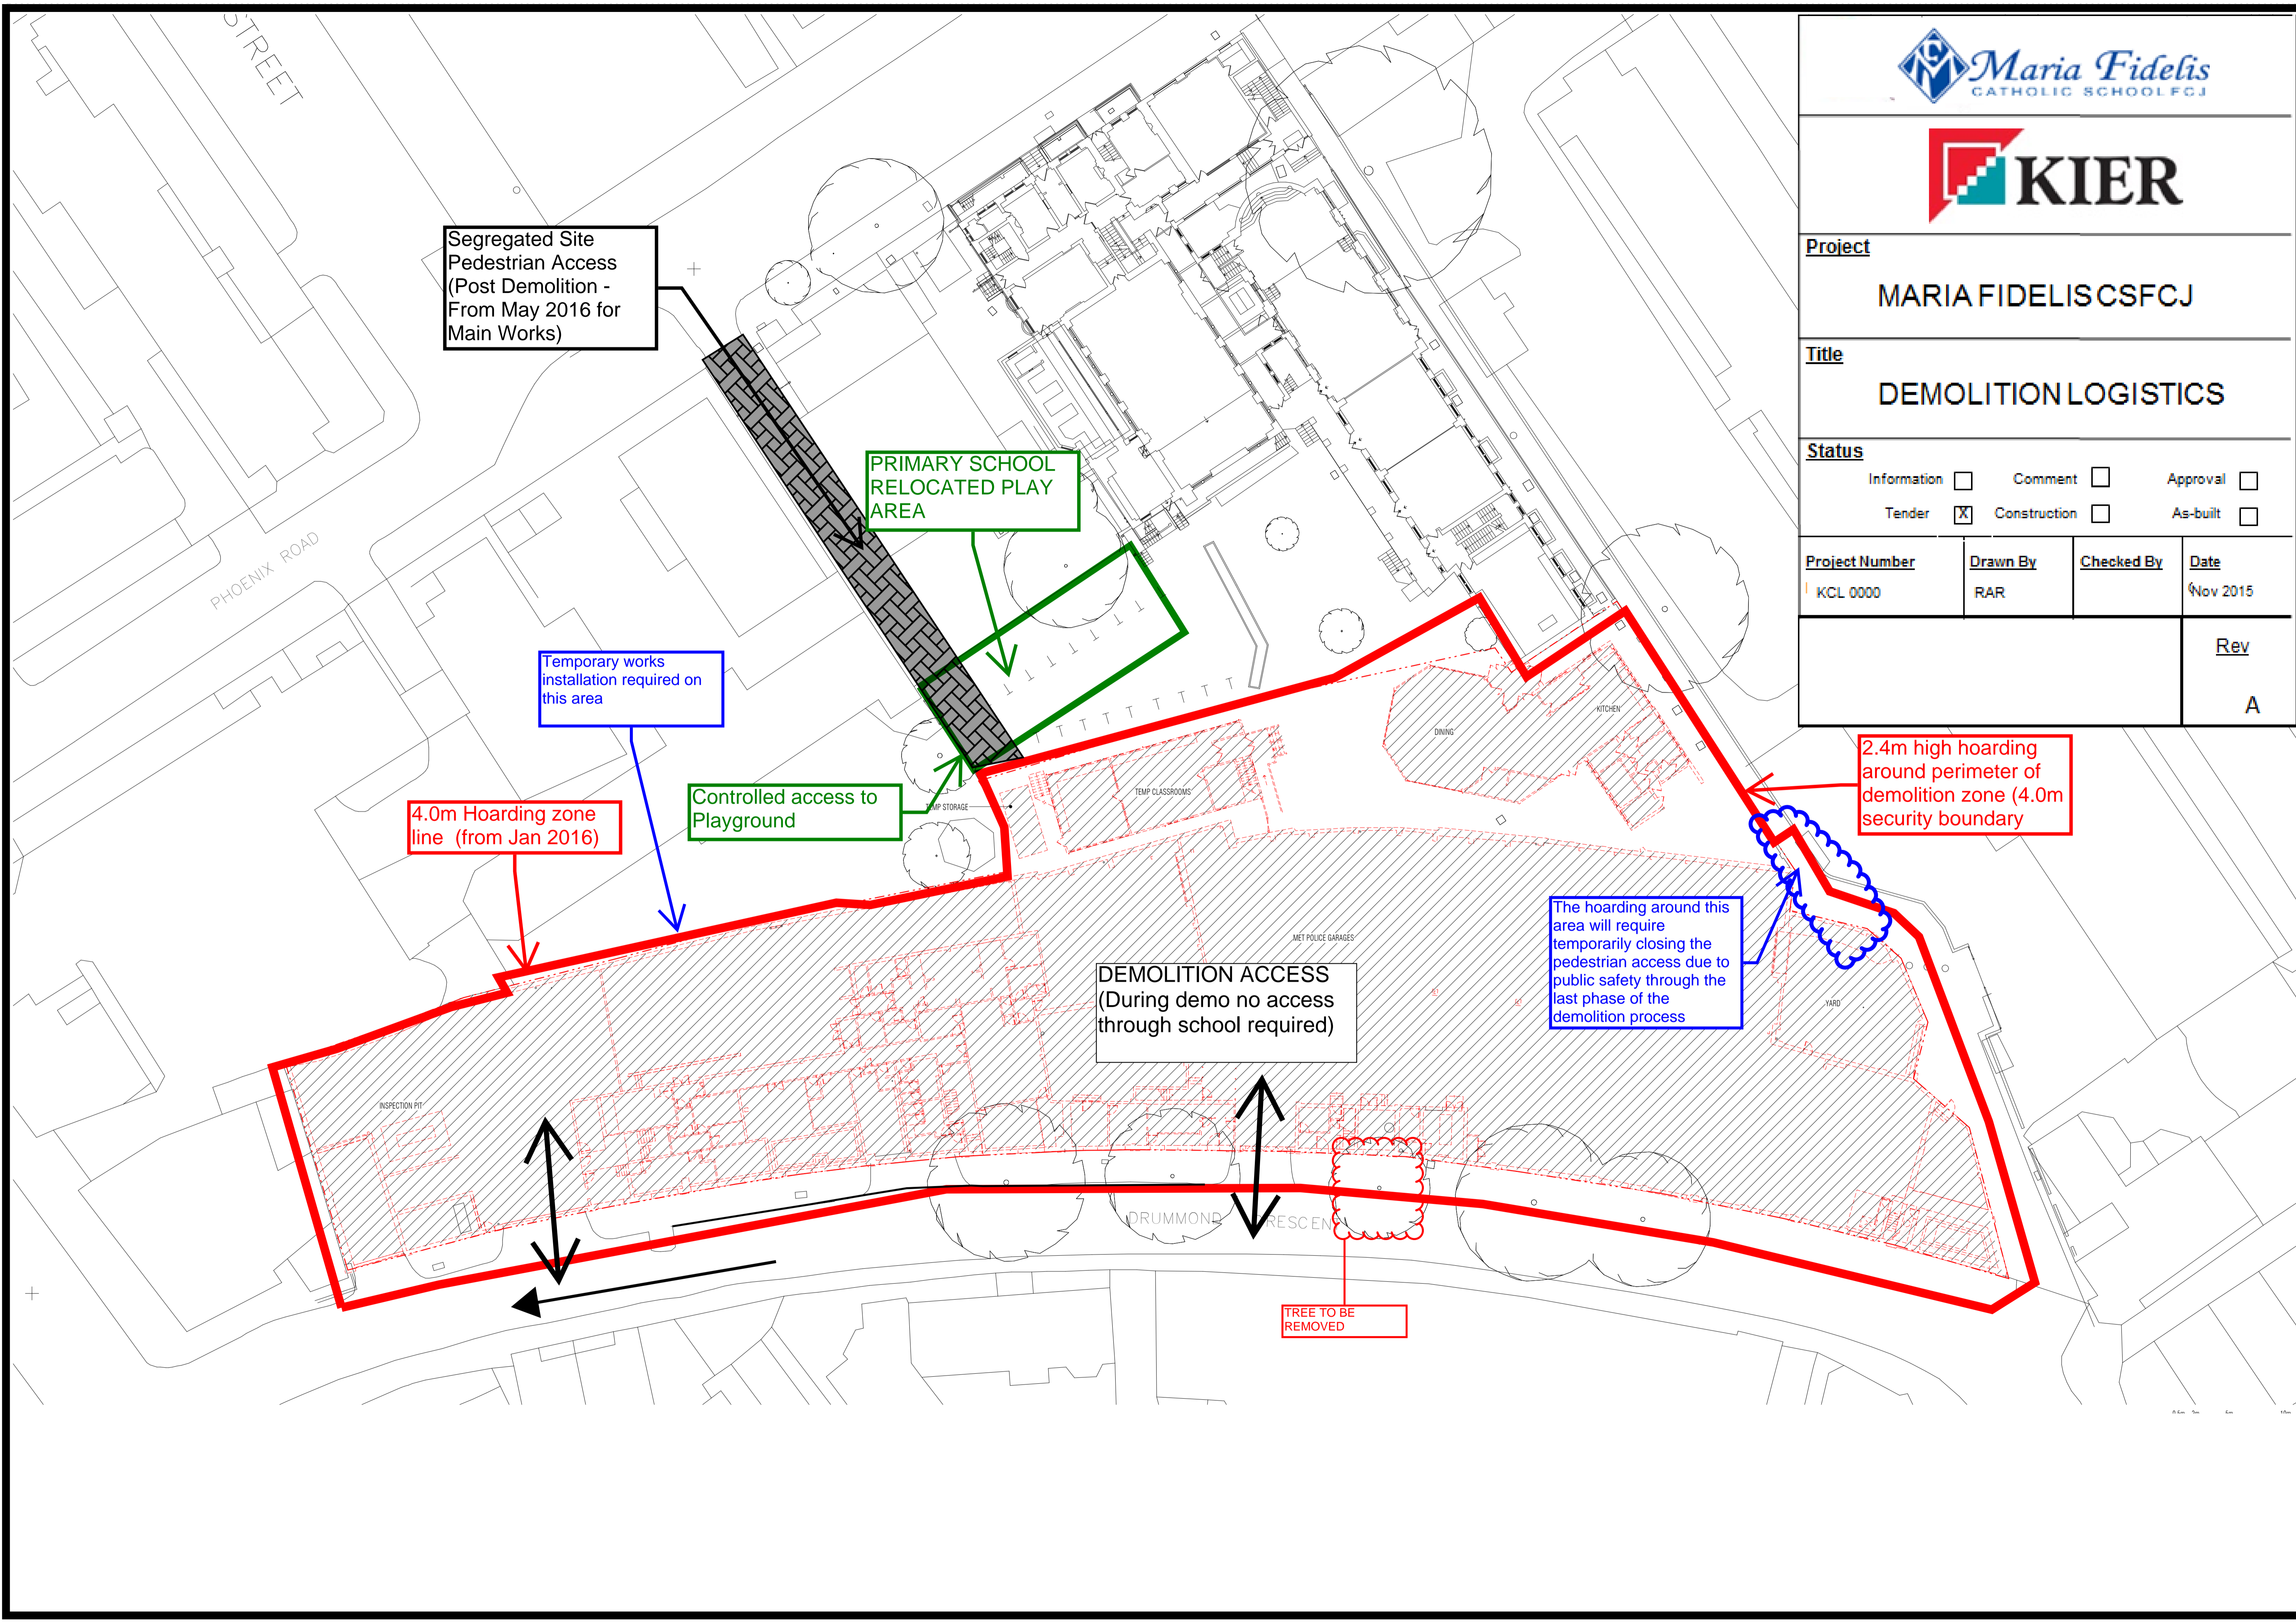 STREET
Maria Fidelis
CATHOLIC SCHOOL FCJ
KIER
Project
MARIA FIDELIS CSFCJ
Title
DEMOLITION LOGISTICS
Status
Information
Comment
Approval
Tender X
Construction
As-built
Project Number
Drawn By
Checked By
Date
KCL 0000
RAR
Nov 2015
Rev
A
Segregated Site
Pedestrian Access
(Post Demolition -
From May 2016 for
Main Works)
PRIMARY SCHOOL
RELOCATED PLAY
AREA
PHOENIX ROAD
Temporary works
installation required on
this area
Controlled access to
Playground
4.0m Hoarding zone
line (from Jan 2016)
2.4m high hoarding
around perimeter of
demolition zone (4.0m
security boundary
TEMP STORAGE
TEMP CLASSROOMS
DINING
KITCHEN
MET POLICE GARAGES
The hoarding around this
area will require
temporarily closing the
pedestrian access due to
public safety through the
last phase of the
demolition process
YARD
DEMOLITION ACCESS
(During demo no access
through school required)
INSPECTION PIT
DRUMMOND RESCEN
TREE TO BE
REMOVED